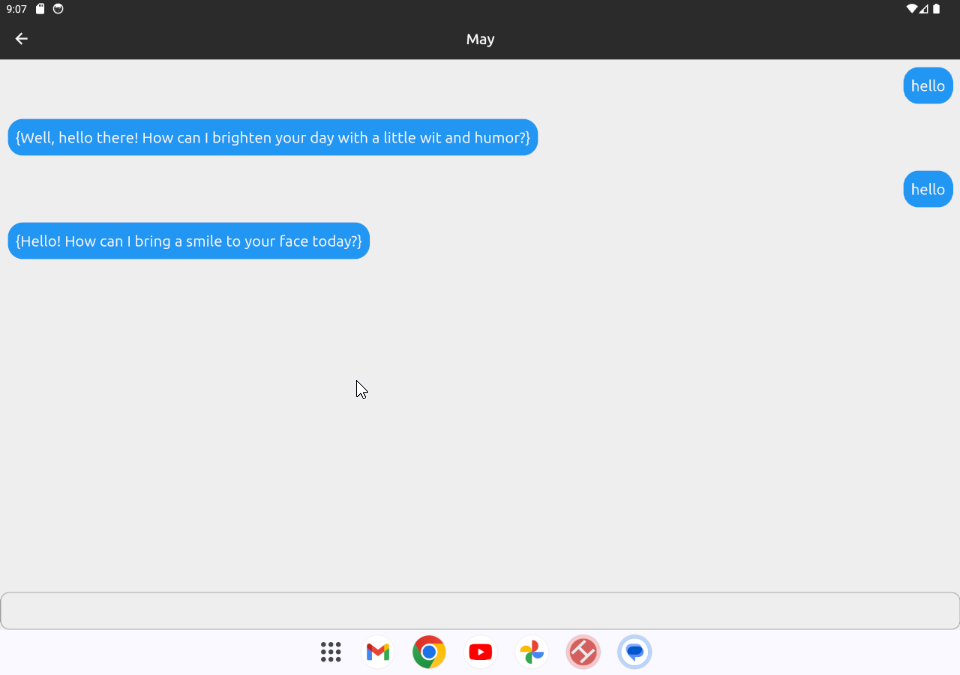 9:07
May
hello
{Well, hello there! How can I brighten your day with a little wit and humor?}
hello
{Hello! How can I bring a smile to your face today?}